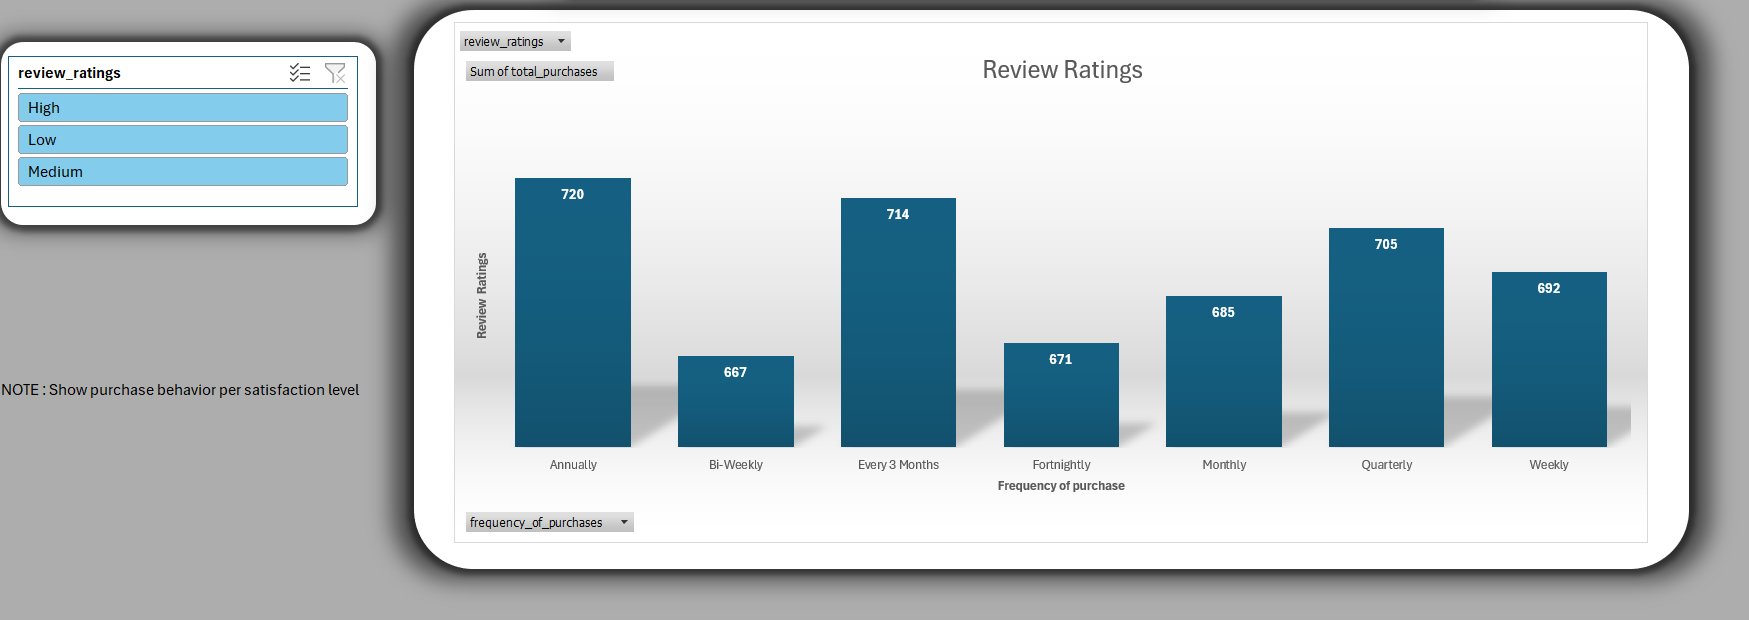 review_ratings
High
Low
Medium
NOTE : Show purchase behavior per satisfaction level
review_ratings
Sum of total_purchases
Review Ratings
Review Ratings
720
667
714
671
685
705
692
Annually
Bi-Weekly
Every 3 Months
Fortnightly
Monthly
Quarterly
Weekly
Frequency of purchase
frequency_of_purchases